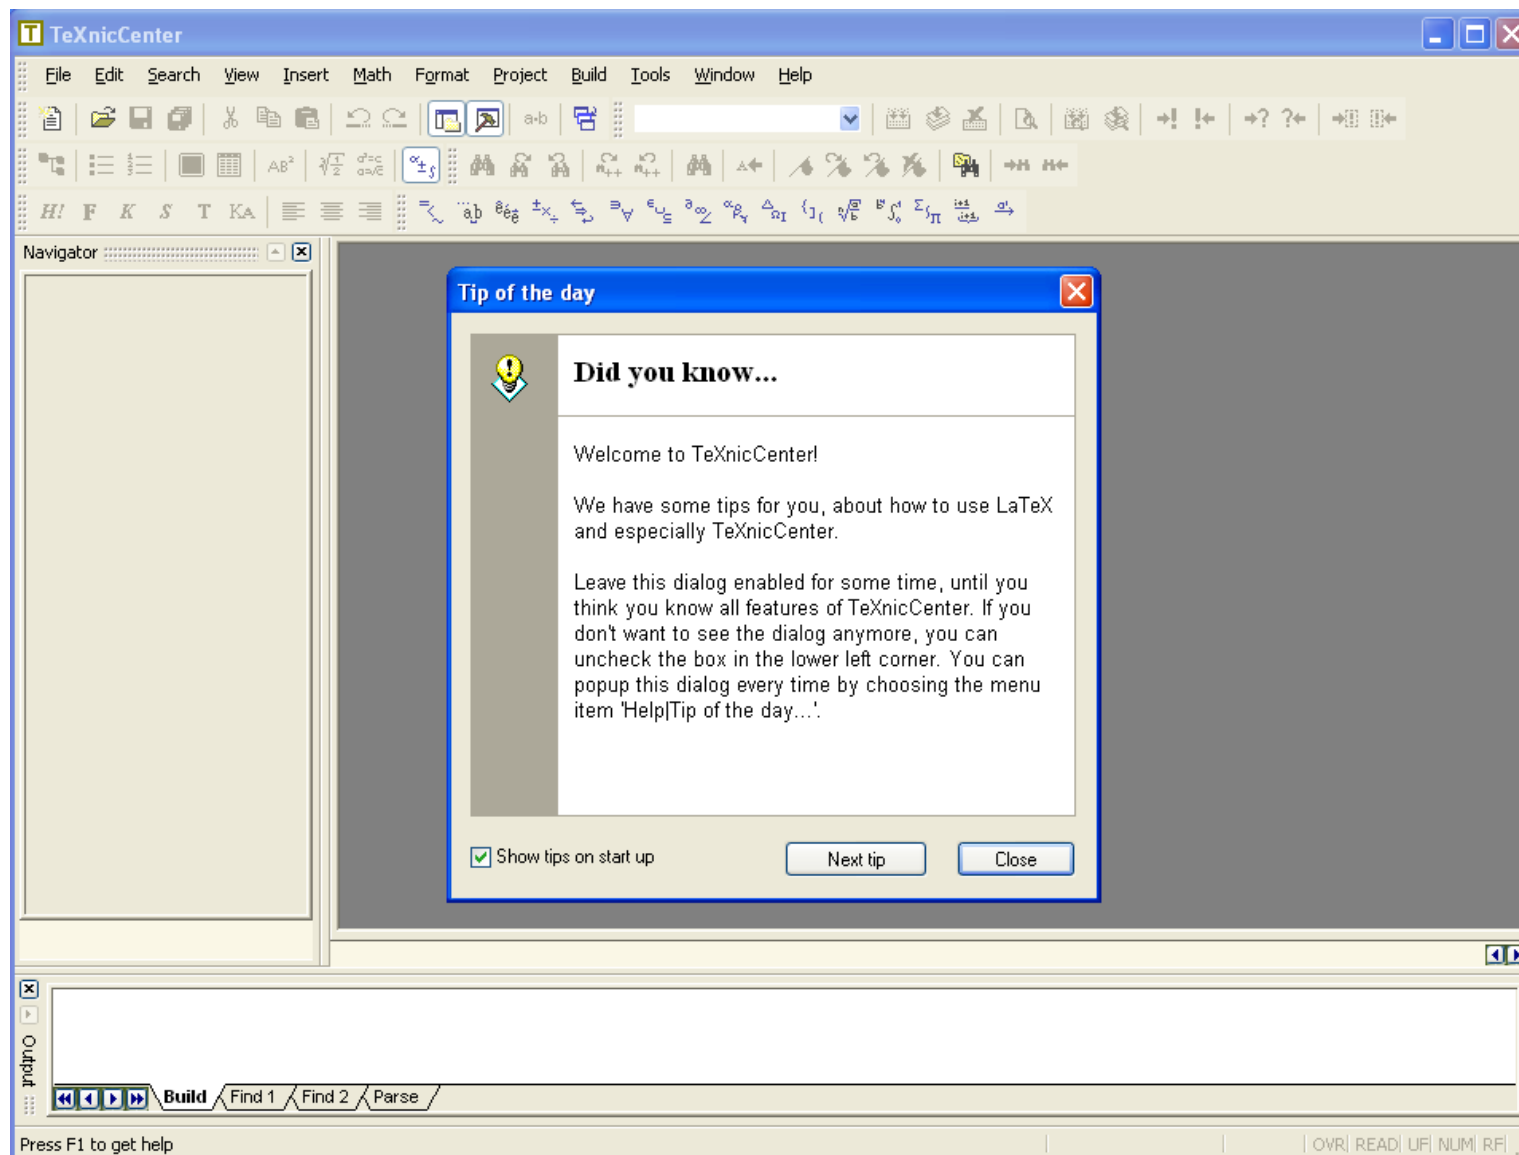 TeXnicCenter
File Edit Search View Insert Math Format Project Build Tools Window Help
H! F K S T KA
Navigator
Tip of the day
Did you know...
Welcome to TeXnicCenter!
We have some tips for you, about how to use LaTeX
and especially TeXnicCenter.
Leave this dialog enabled for some time, until you
think you know all features of TeXnicCenter. If you
don't want to see the dialog anymore, you can
uncheck the box in the lower left corner. You can
popup this dialog every time by choosing the menu
item 'Help|Tip of the day...'.
Show tips on start up
Next tip
Close
Output
Build Find 1 Find 2 Parse
Press F1 to get help
OVR READ UF NUM RF